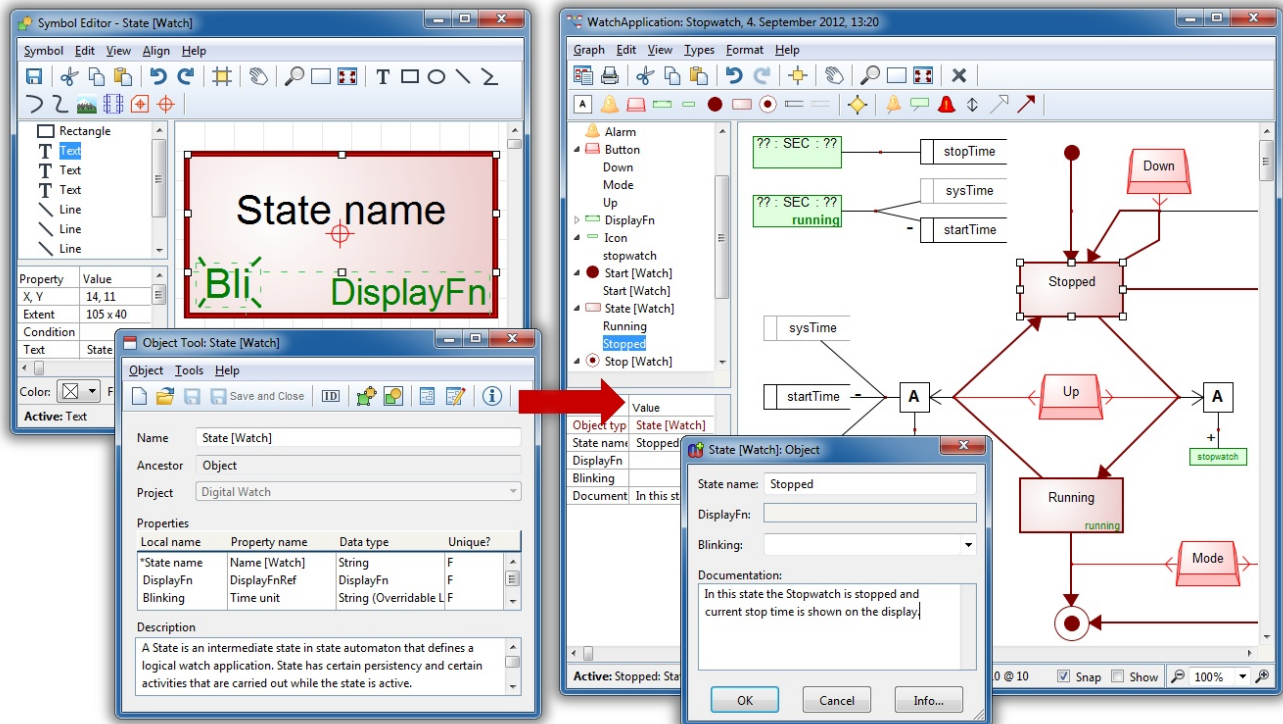 Symbol Editor - State [Watch]
Symbol Edit View Align Help
T
Rectangle
T Text
T Text
T Text
Line
Line
Line
Property Value
X, Y 14, 11
Extent 105 x 40
Condition
Text State
Color: F
Active: Text
State name
Bli
DisplayFn
Object Tool: State [Watch]
Object Tools Help
Save and Close ID
Name State [Watch]
Ancestor Object
Project Digital Watch
Properties
Local name Property name Data type Unique?
*State name Name [Watch] String F
DisplayFn DisplayFnRef DisplayFn F
Blinking Time unit String (Overridable L F
Description
A State is an intermediate state in state automaton that defines a
logical watch application. State has certain persistency and certain
activities that are carried out while the state is active.
WatchApplication: Stopwatch, 4. September 2012, 13:20
Graph Edit View Types Format Help
A
Alarm
Button
Down
Mode
Up
DisplayFn
Icon
stopwatch
Start [Watch]
Start [Watch]
State [Watch]
Running
Stopped
Stop [Watch]
Value
Object typ State [Watch]
State name Stopped
DisplayFn
Blinking
Document In this st
Active: Stopped: Sta
?? : SEC : ??
stopTime
?? : SEC : ??
running
sysTime
startTime
-
Down
Stopped
sysTime
startTime
-
A
Up
A
+
stopwatch
Running
running
Mode
State [Watch]: Object
State name: Stopped
DisplayFn:
Blinking:
Documentation:
In this state the Stopwatch is stopped and
current stop time is shown on the display.
OK Cancel Info...
10 @ 10 Snap Show 100%